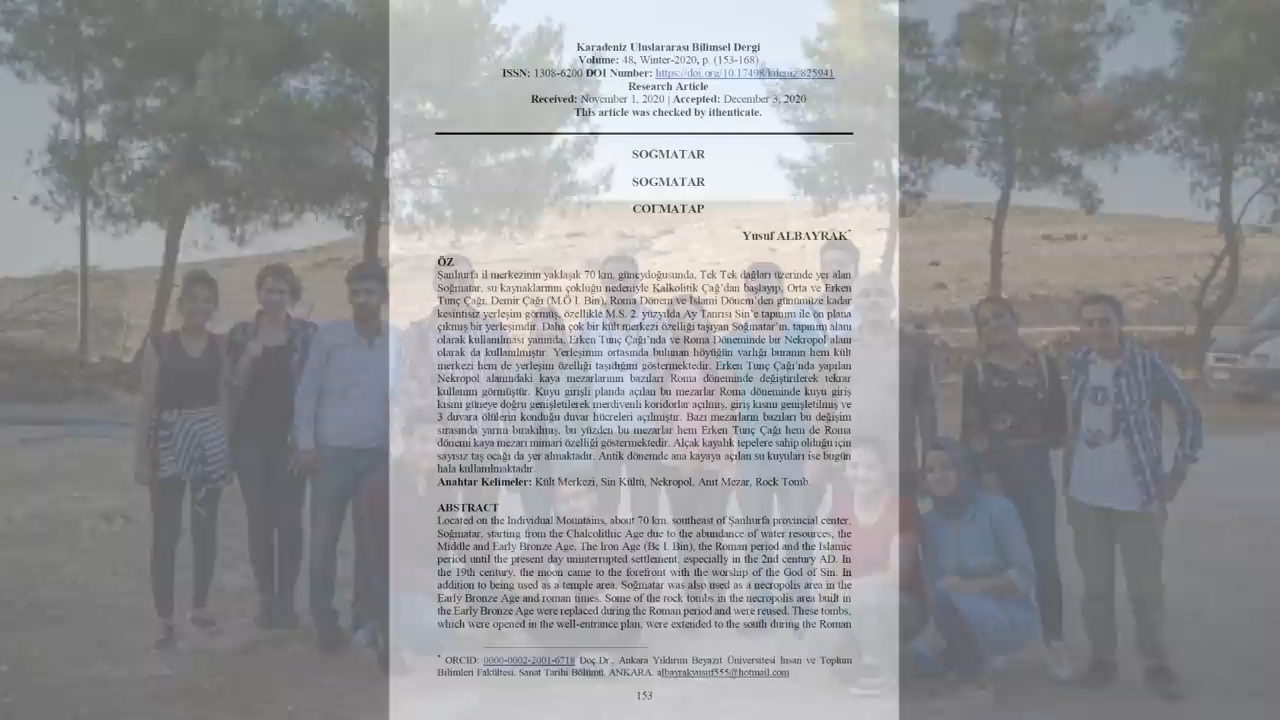 Karadeniz Uluslararası Bilimsel Dergi
Volume: 48, Winter-2020, p. (153-168)
ISSN: 1308-6200 DOI Number: https://doi.org/10.17498/kdeniz.825941
Research Article
Received: November 1, 2020 | Accepted: December 3, 2020
This article was checked by ithenticate.
SOĞMATAR
SOGMATAR
СОГМАТАР
Yusuf ALBAYRAK*
ÖZ
Şanlıurfa il merkezinin yaklaşık 70 km. güneydoğusunda, Tek Tek dağları üzerinde yer alan
Soğmatar, su kaynaklarının çokluğu nedeniyle Kalkolitik Çağ'dan başlayıp, Orta ve Erken
Tunç Çağı, Demir Çağı (M.Ö I. Bin), Roma Dönem ve İslami Dönem'den günümüze kadar
kesintisiz yerleşim görmüş, özellikle M.S. 2. yüzyılda Ay Tanrısı Sin'e tapınım ile ön plana
çıkmış bir yerleşimdir. Daha çok bir kült merkezi özelliği taşıyan Soğmatar'ın, tapınım alanı
olarak kullanılması yanında, Erken Tunç Çağı'nda ve Roma Döneminde bir Nekropol alanı
olarak da kullanılmıştır. Yerleşimin ortasında bulunan höyüğün varlığı buranın hem kült
merkezi hem de yerleşim özelliği taşıdığını göstermektedir. Erken Tunç Çağı'nda yapılan
Nekropol alanındaki kaya mezarlarının bazıları Roma döneminde değiştirilerek tekrar
kullanım görmüştür. Kuyu girişli planda açılan bu mezarlar Roma döneminde kuyu giriş
kısmı güneye doğru genişletilerek merdivenli koridorlar açılmış, giriş kısmı genişletilmiş ve
3 duvara ölülerin konduğu duvar hücreleri açılmıştır. Bazı mezarların bazıları bu değişim
sırasında yarım bırakılmış, bu yüzden bu mezarlar hem Erken Tunç Çağı hem de Roma
dönemi kaya mezarı mimari özelliği göstermektedir. Alçak kayalık tepelere sahip olduğu için
sayısız taş ocağı da yer almaktadır. Antik dönemde ana kayaya açılan su kuyuları ise bugün
hala kullanılmaktadır.
Anahtar Kelimeler: Kült Merkezi, Sin Kültü, Nekropol, Anıt Mezar, Rock Tomb.
ABSTRACT
Located on the Individual Mountains, about 70 km. southeast of Şanlıurfa provincial center,
Soğmatar, starting from the Chalcolithic Age due to the abundance of water resources, the
Middle and Early Bronze Age, The Iron Age (Bc I. Bin), the Roman period and the Islamic
period until the present day uninterrupted settlement, especially in the 2nd century AD. In
the 19th century, the moon came to the forefront with the worship of the God of Sin. In
addition to being used as a temple area, Soğmatar was also used as a necropolis area in the
Early Bronze Age and roman times. Some of the rock tombs in the necropolis area built in
the Early Bronze Age were replaced during the Roman period and were reused. These tombs,
which were opened in the well-entrance plan, were extended to the south during the Roman
* ORCID: 0000-0002-2001-6718 Doç.Dr., Ankara Yıldırım Beyazıt Üniversitesi İnsan ve Toplum
Bilimleri Fakültesi, Sanat Tarihi Bölümü, ANKARA. albayrakyusuf555@hotmail.com
153